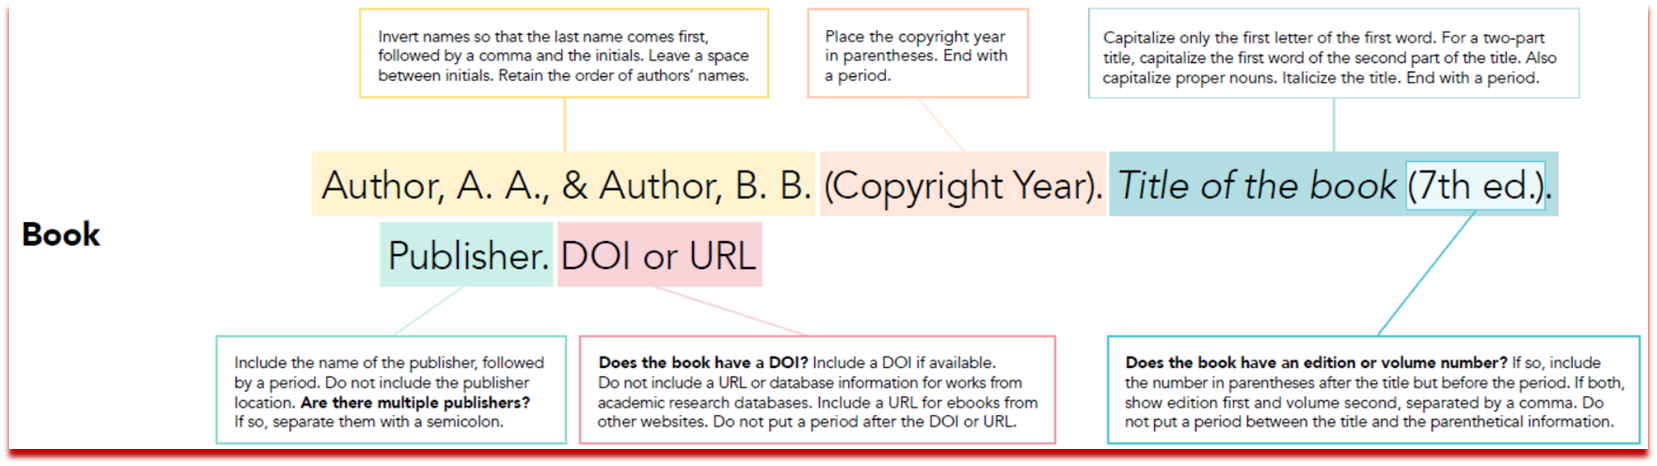 Invert names so that the last name comes first,
followed by a comma and the initials. Leave a space
between initials. Retain the order of authors’ names.
Place the copyright year
in parentheses. End with
a period.
Capitalize only the first letter of the first word. For a two-part
title, capitalize the first word of the second part of the title. Also
capitalize proper nouns. Italicize the title. End with a period.
Book
Author, A. A., & Author, B. B. (Copyright Year). Title of the book (7th ed.).
Publisher. DOI or URL
Include the name of the publisher, followed
by a period. Do not include the publisher
location. Are there multiple publishers?
If so, separate them with a semicolon.
Does the book have a DOI? Include a DOI if available.
Do not include a URL or database information for works from
academic research databases. Include a URL for ebooks from
other websites. Do not put a period after the DOI or URL.
Does the book have an edition or volume number? If so, include
the number in parentheses after the title but before the period. If both,
show edition first and volume second, separated by a comma. Do
not put a period between the title and the parenthetical information.